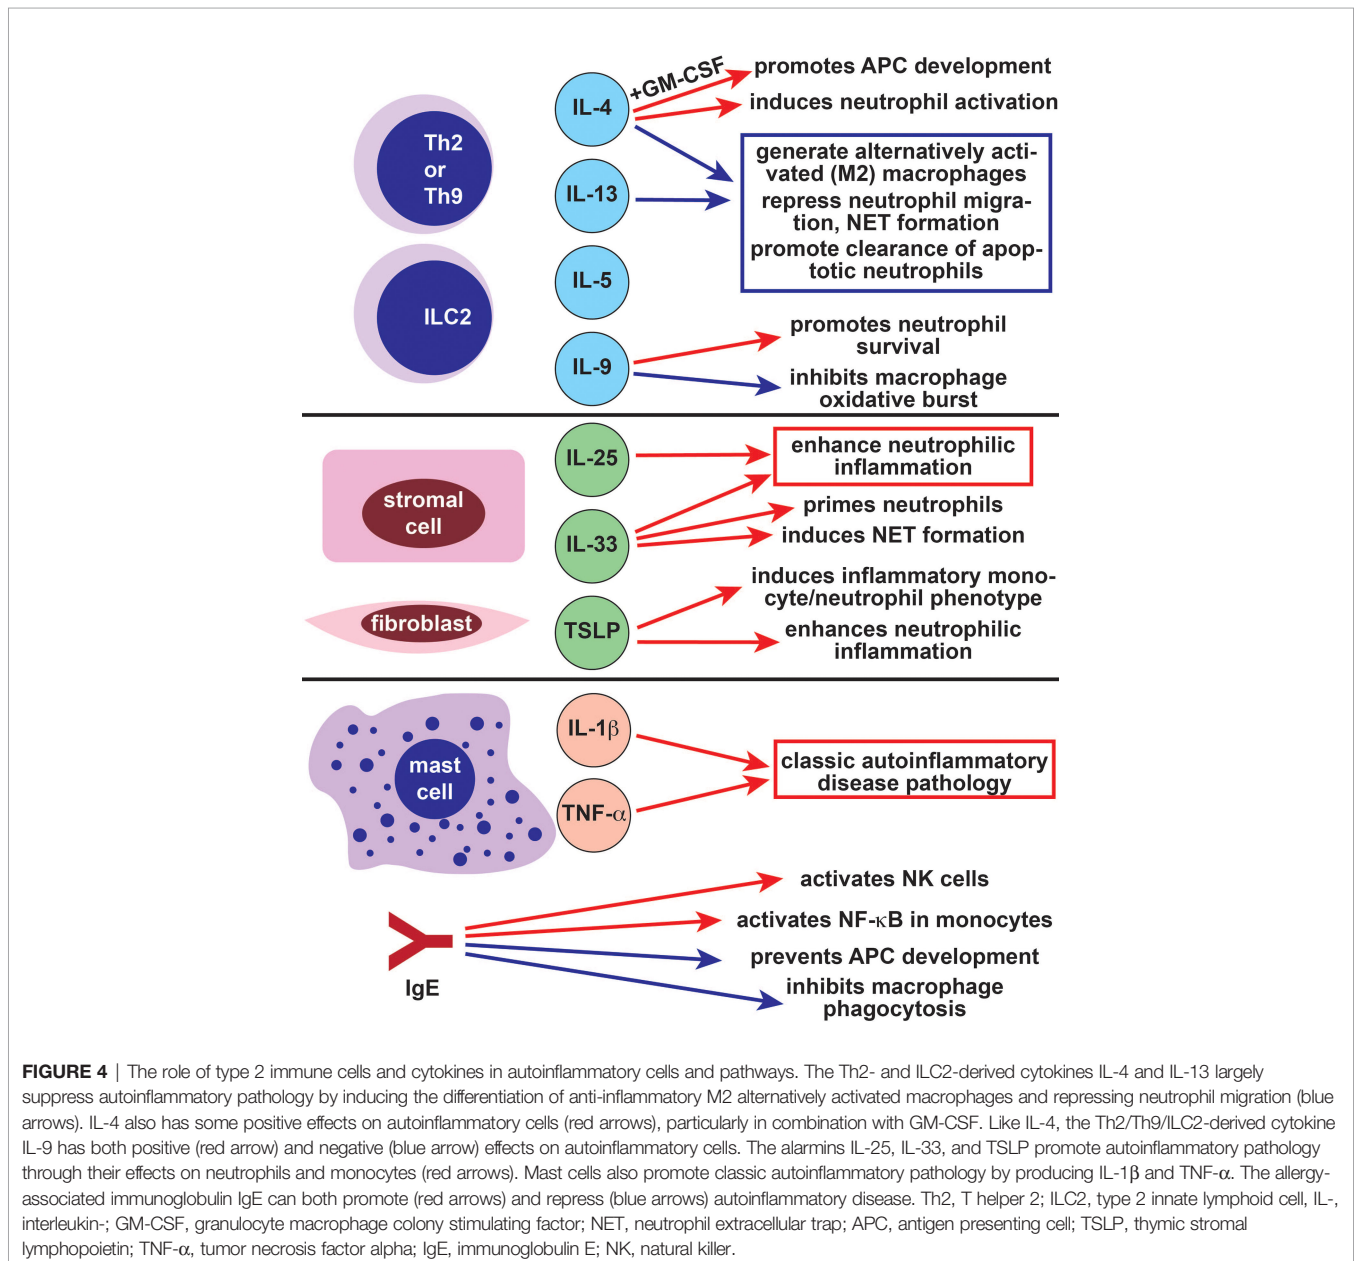 +GM-CSF
promotes APC development
IL-4
induces neutrophil activation
Th2
or
Th9
generate alternatively acti-
vated (M2) macrophages
IL-13
repress neutrophil migra-
tion, NET formation
promote clearance of apop-
totic neutrophils
IL-5
ILC2
promotes neutrophil
survival
IL-9
inhibits macrophage
oxidative burst
IL-25
enhance neutrophilic
inflammation
stromal
cell
primes neutrophils
IL-33
induces NET formation
induces inflammatory mono-
cyte/neutrophil phenotype
fibroblast
TSLP
enhances neutrophilic
inflammation
IL-1β
mast
cell
classic autoinflammatory
disease pathology
TNF-α
activates NK cells
activates NF-κB in monocytes
prevents APC development
IgE
inhibits macrophage
phagocytosis
FIGURE 4 | The role of type 2 immune cells and cytokines in autoinflammatory cells and pathways. The Th2- and ILC2-derived cytokines IL-4 and IL-13 largely
suppress autoinflammatory pathology by inducing the differentiation of anti-inflammatory M2 alternatively activated macrophages and repressing neutrophil migration (blue
arrows). IL-4 also has some positive effects on autoinflammatory cells (red arrows), particularly in combination with GM-CSF. Like IL-4, the Th2/Th9/ILC2-derived cytokine
IL-9 has both positive (red arrow) and negative (blue arrow) effects on autoinflammatory cells. The alarmins IL-25, IL-33, and TSLP promote autoinflammatory pathology
through their effects on neutrophils and monocytes (red arrows). Mast cells also promote classic autoinflammatory pathology by producing IL-1β and TNF-α. The allergy-
associated immunoglobulin IgE can both promote (red arrows) and repress (blue arrows) autoinflammatory disease. Th2, T helper 2; ILC2, type 2 innate lymphoid cell, IL-,
interleukin-; GM-CSF, granulocyte macrophage colony stimulating factor; NET, neutrophil extracellular trap; APC, antigen presenting cell; TSLP, thymic stromal
lymphopoietin; TNF-α, tumor necrosis factor alpha; IgE, immunoglobulin E; NK, natural killer.